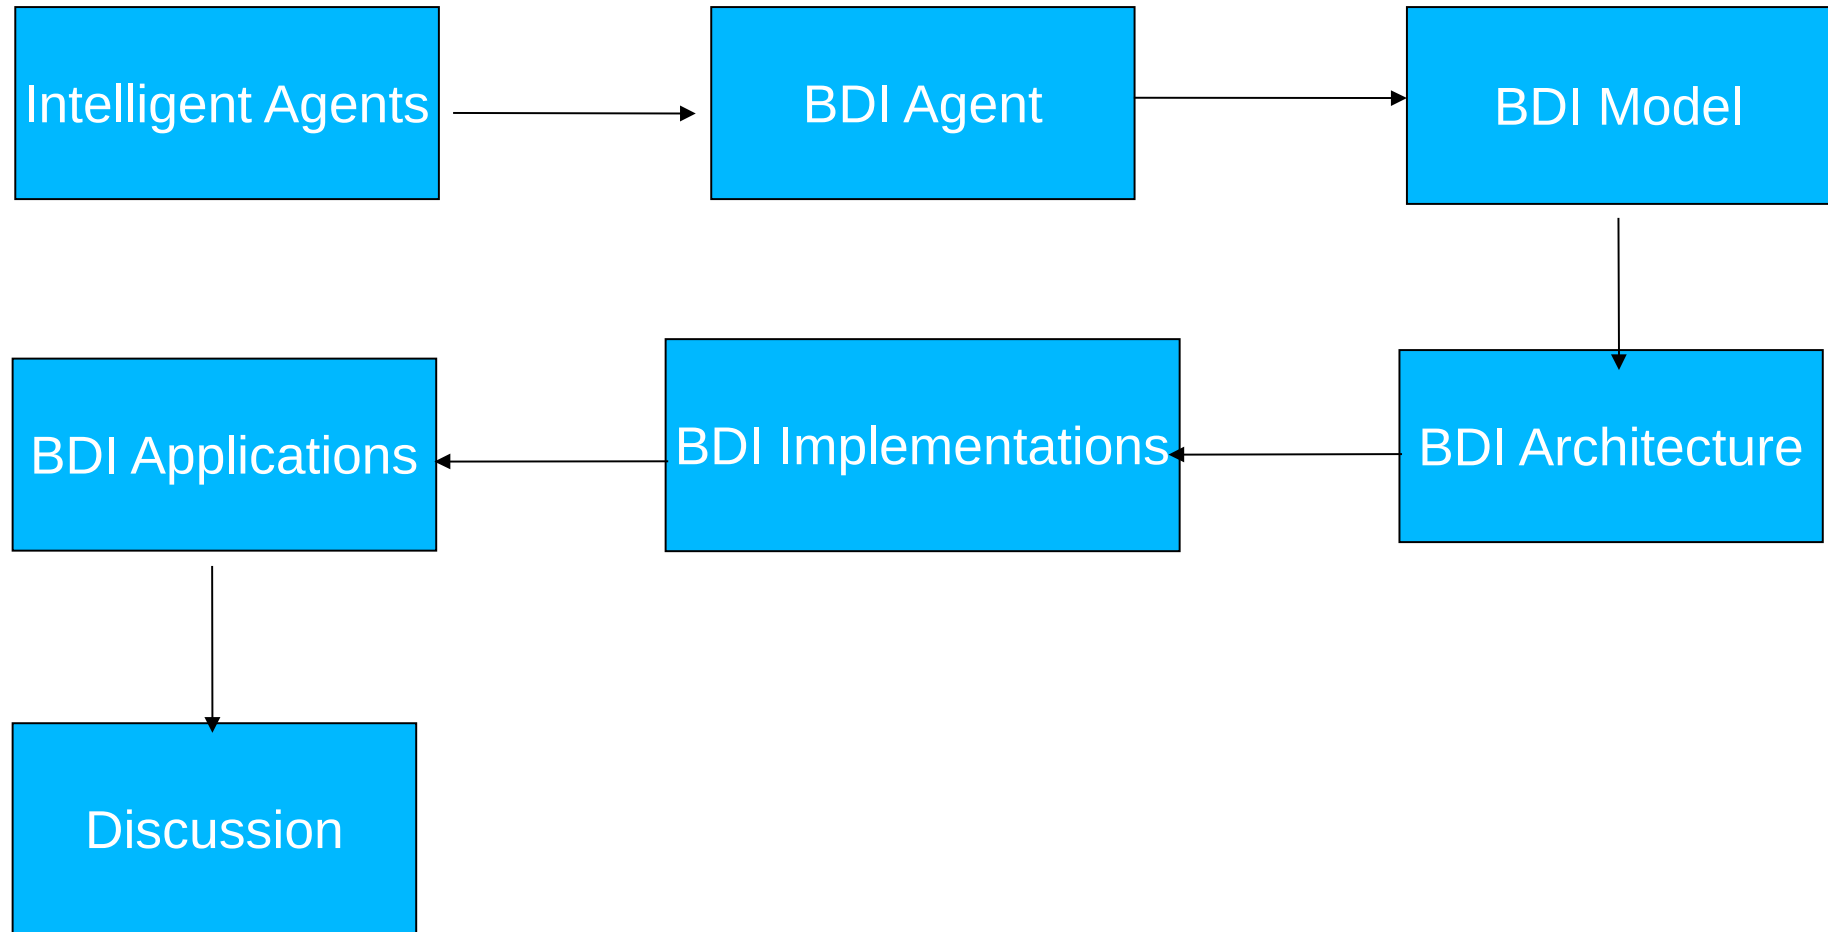 Intelligent Agents
BDI Agent
BDI Model
BDI Architecture
BDI Implementations
BDI Applications
Discussion